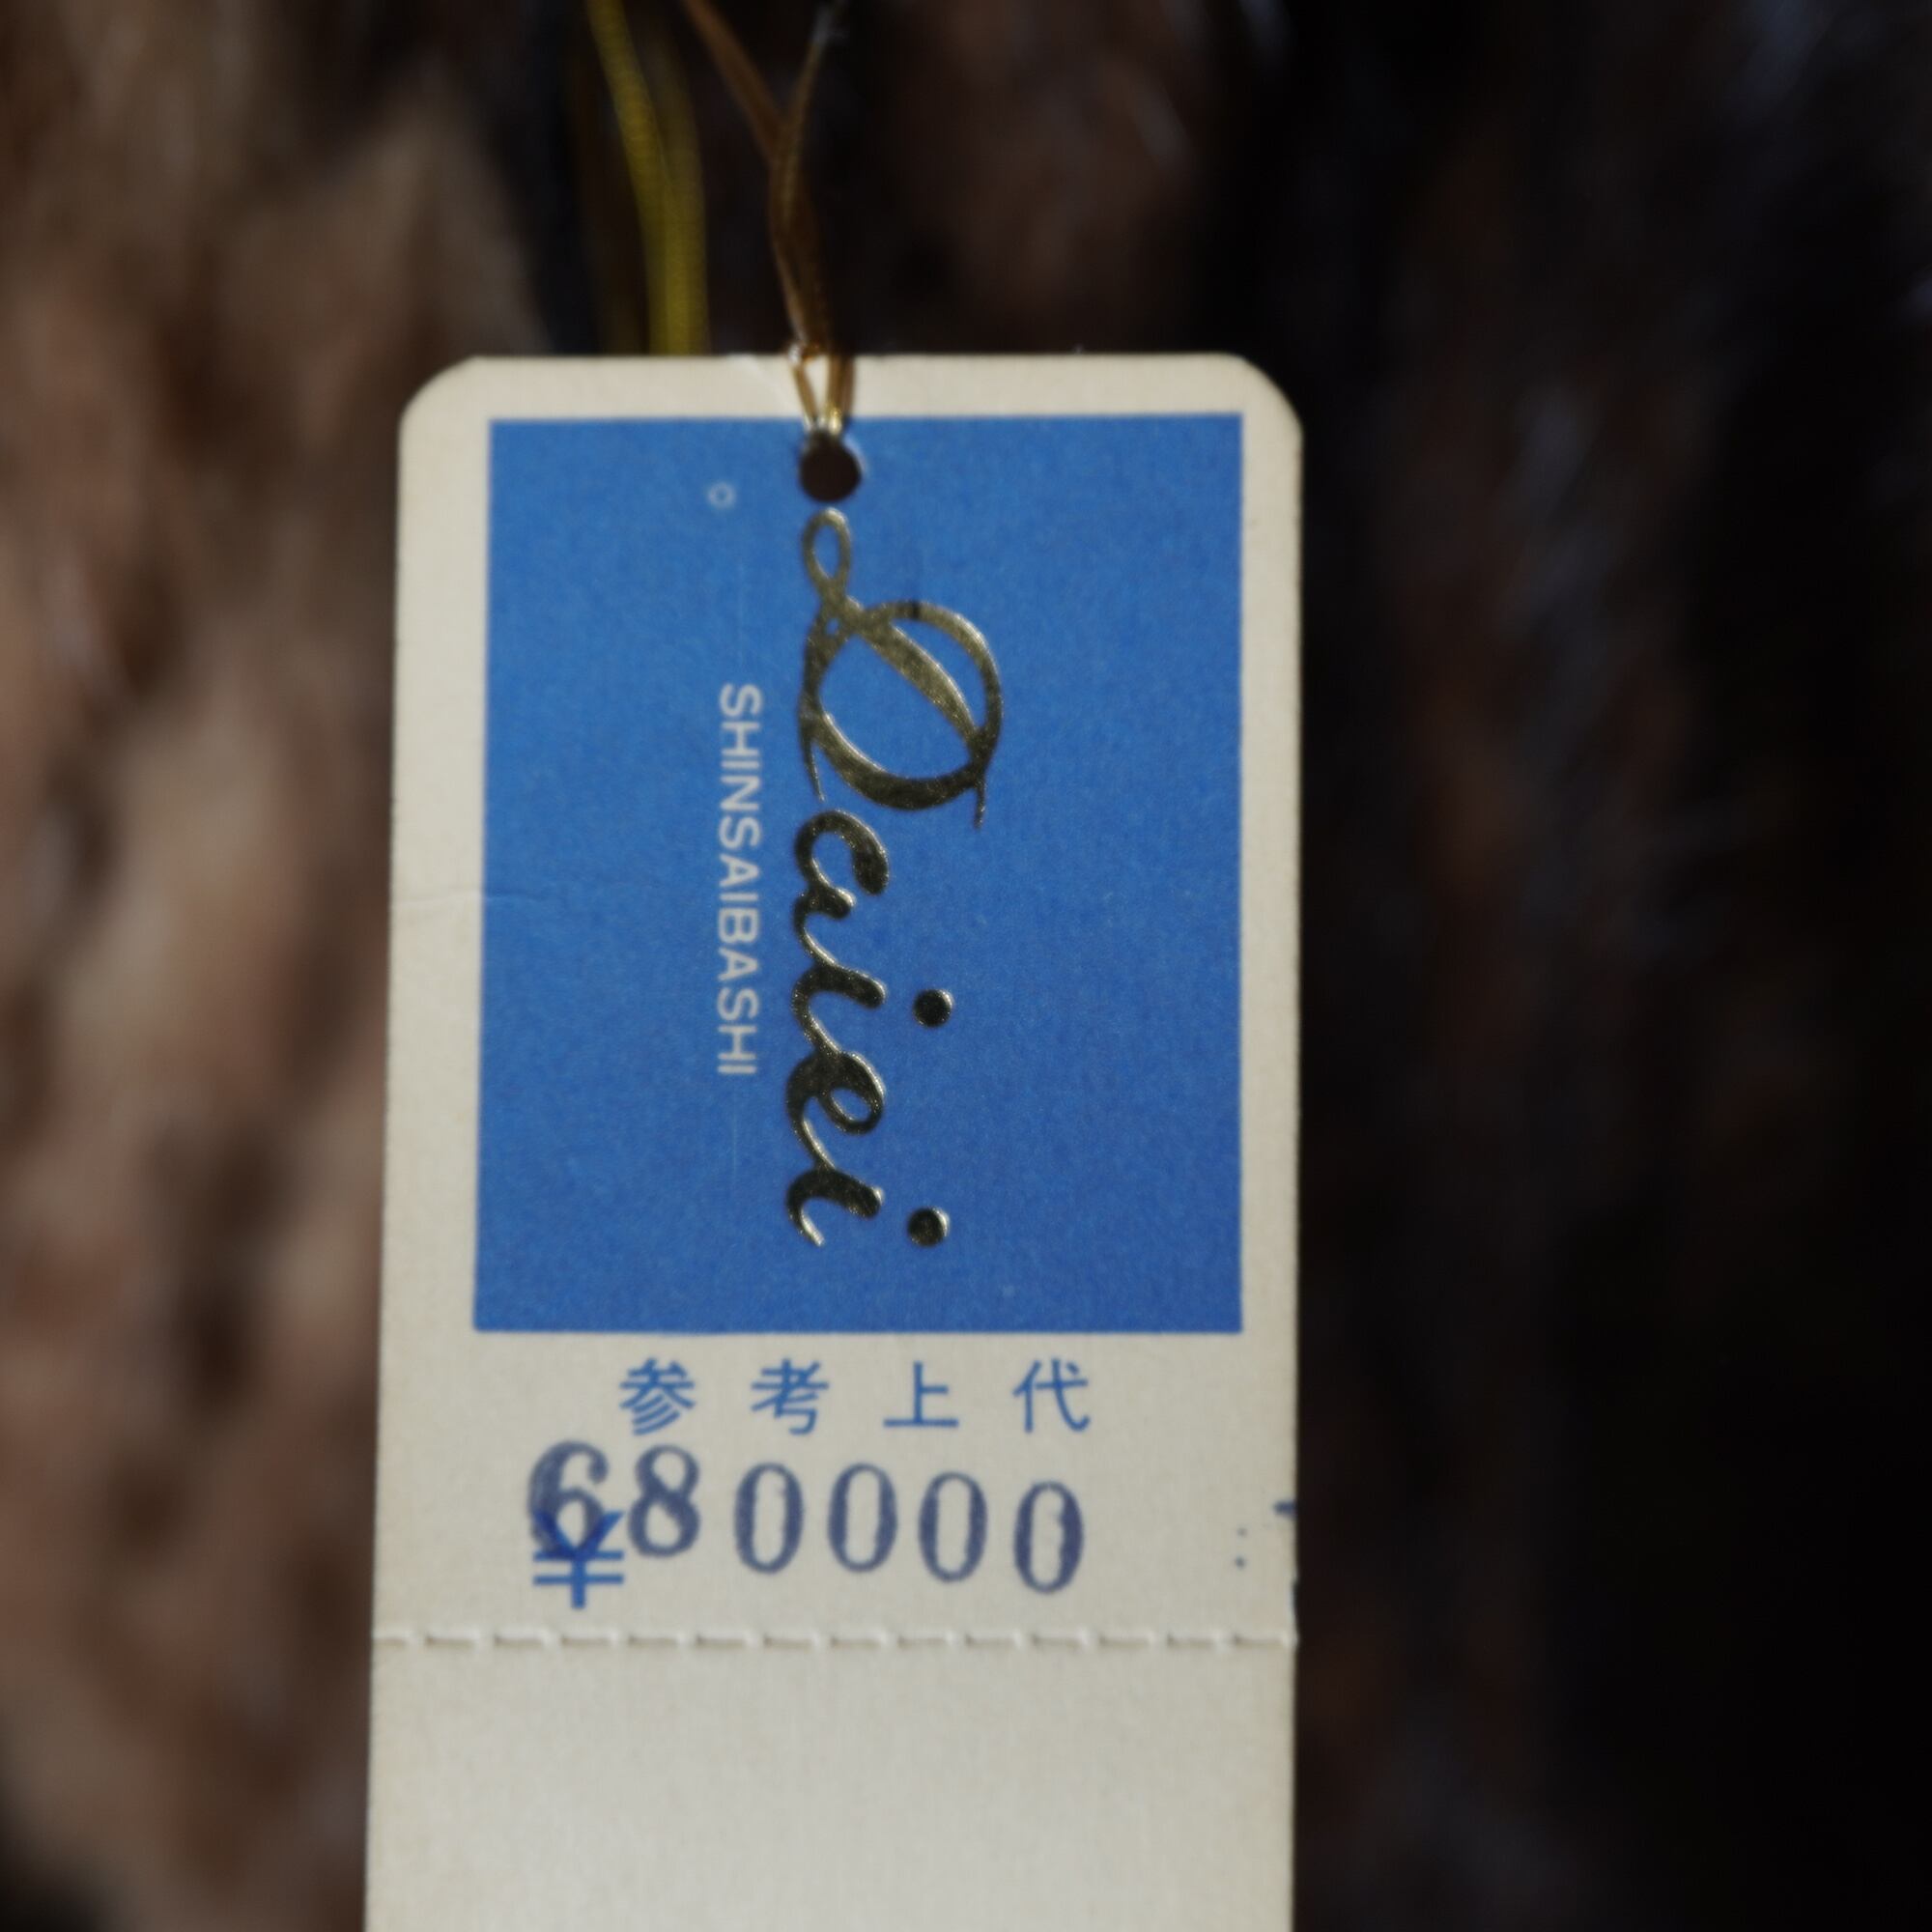 Daiei
SHINSAIBASHI
参考上代
¥680000